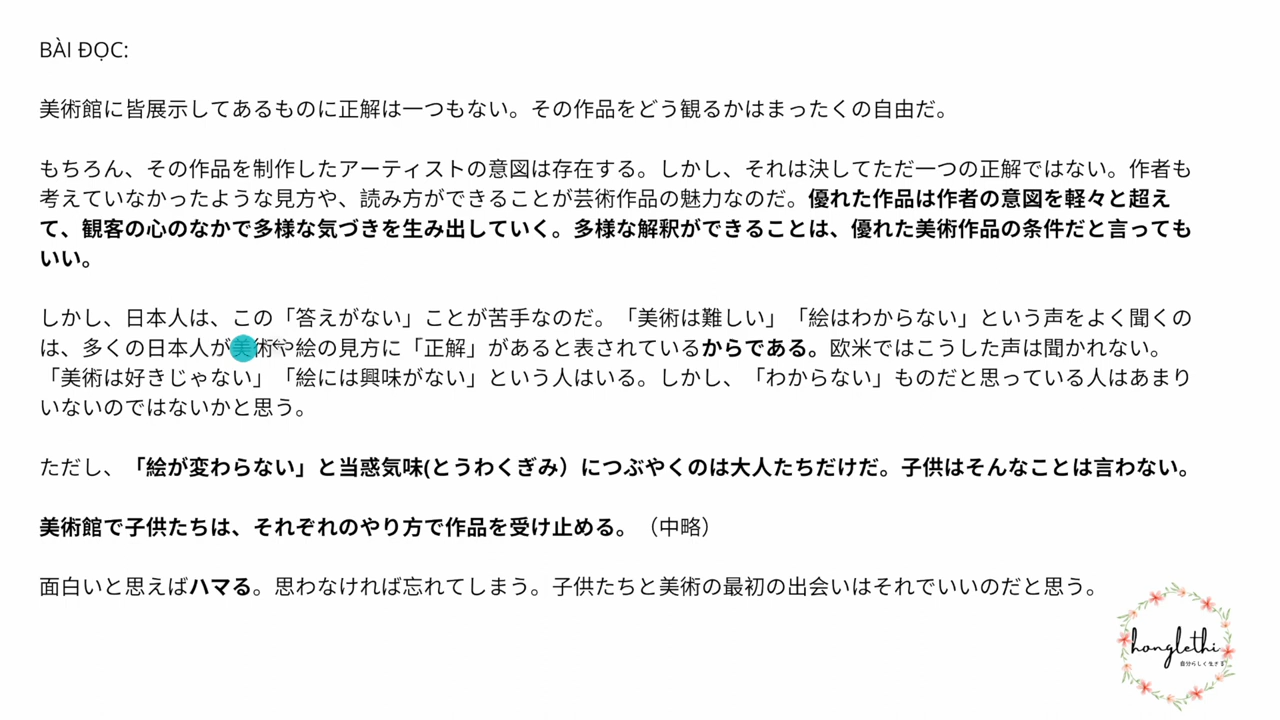 BÀI ĐỌC:
美術館に皆展示してあるものに正解は一つもない。その作品をどう観るかはまったくの自由だ。
もちろん、その作品を制作したアーティストの意図は存在する。しかし、それは決してただ一つの正解ではない。作者も
考えていなかったような見方や、読み方ができることが芸術作品の魅力なのだ。優れた作品は作者の意図を軽々と超え
て、観客の心のなかで多様な気づきを生み出していく。多様な解釈ができることは、優れた美術作品の条件だと言っても
いい。
しかし、日本人は、この「答えがない」ことが苦手なのだ。「美術は難しい」「絵はわからない」という声をよく聞くの
は、多くの日本人が美術や絵の見方に「正解」があると表されているからである。欧米ではこうした声は聞かれない。
「美術は好きじゃない」「絵には興味がない」という人はいる。しかし、「わからない」ものだと思っている人はあまり
いないのではないかと思う。
ただし、「絵が変わらない」と当惑気味(とうわくぎみ）につぶやくのは大人たちだけだ。子供はそんなことは言わない。
美術館で子供たちは、それぞれのやり方で作品を受け止める。（中略）
面白いと思えばハマる。思わなければ忘れてしまう。子供たちと美術の最初の出会いはそれでいいのだと思う。
honglethi
自分らしく生きる